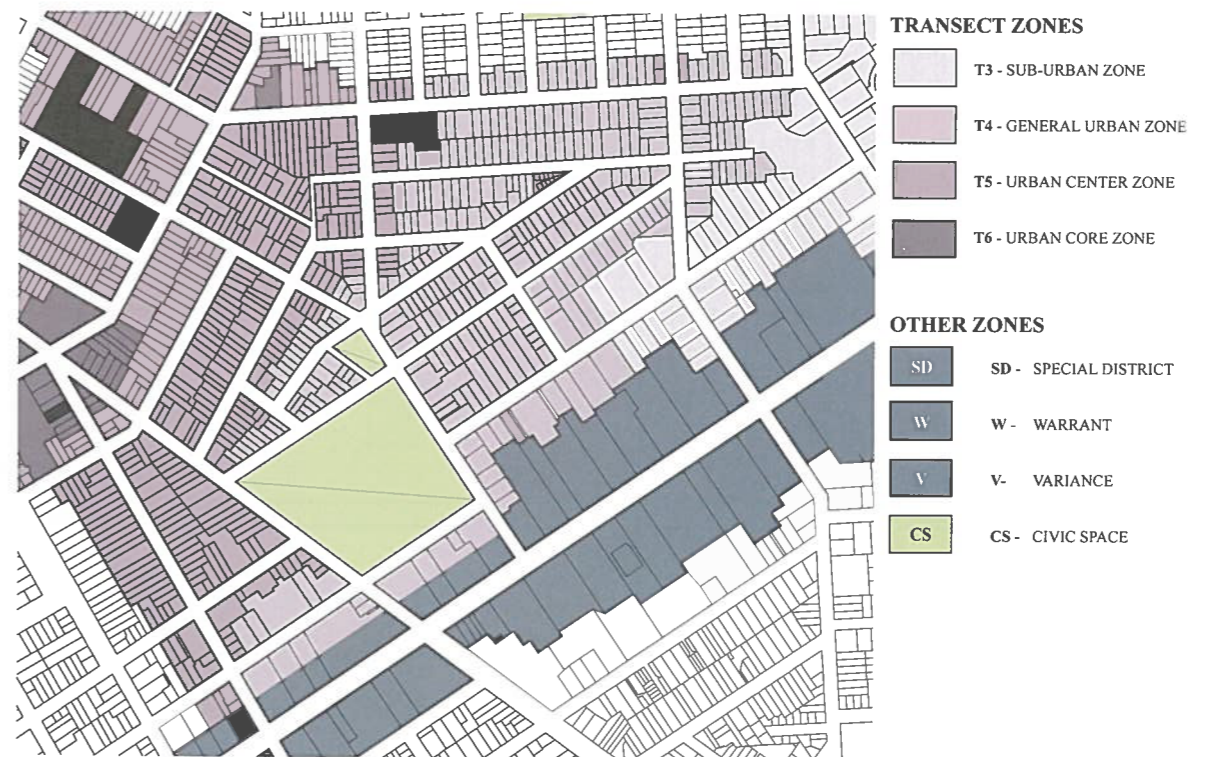 TRANSECT ZONES
T3 - SUB-URBAN ZONE
T4 - GENERAL URBAN ZONE
T5 - URBAN CENTER ZONE
T6 - URBAN CORE ZONE
OTHER ZONES
SD SD - SPECIAL DISTRICT
W W - WARRANT
V V- VARIANCE
CS CS - CIVIC SPACE